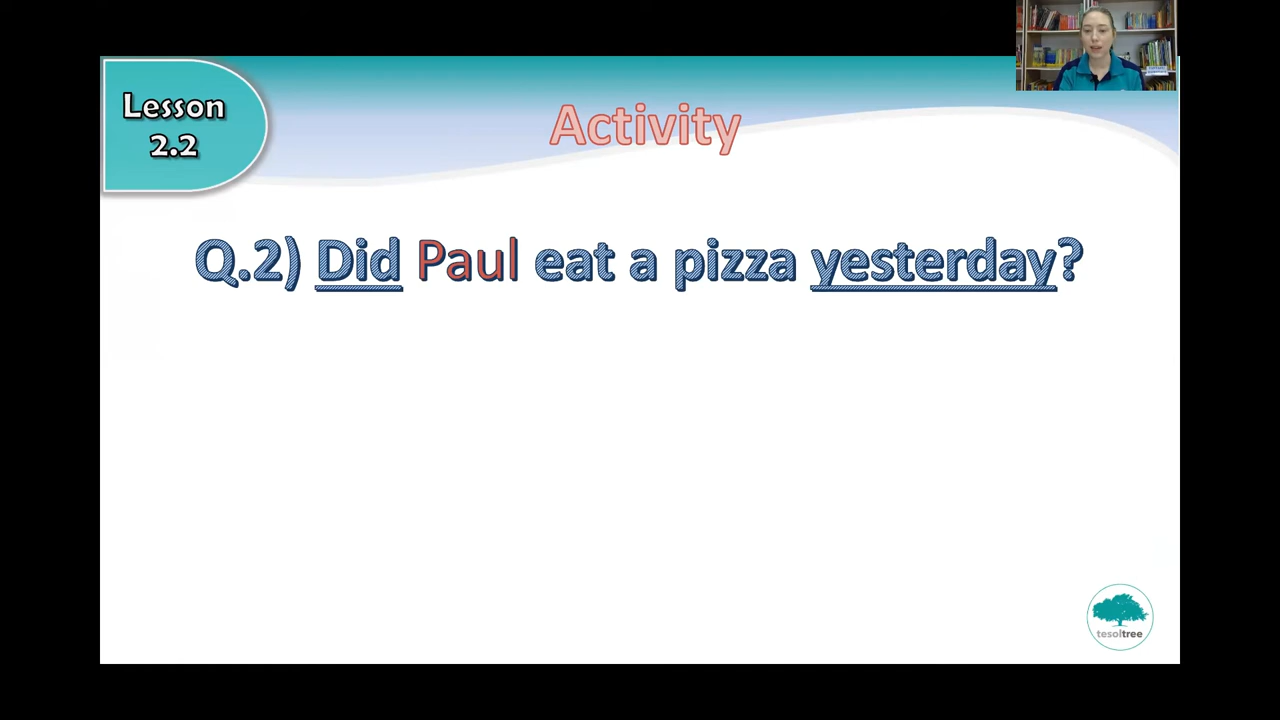 Lesson
2.2
Activity
Q.2) Did Paul eat a pizza yesterday?
tesoltree